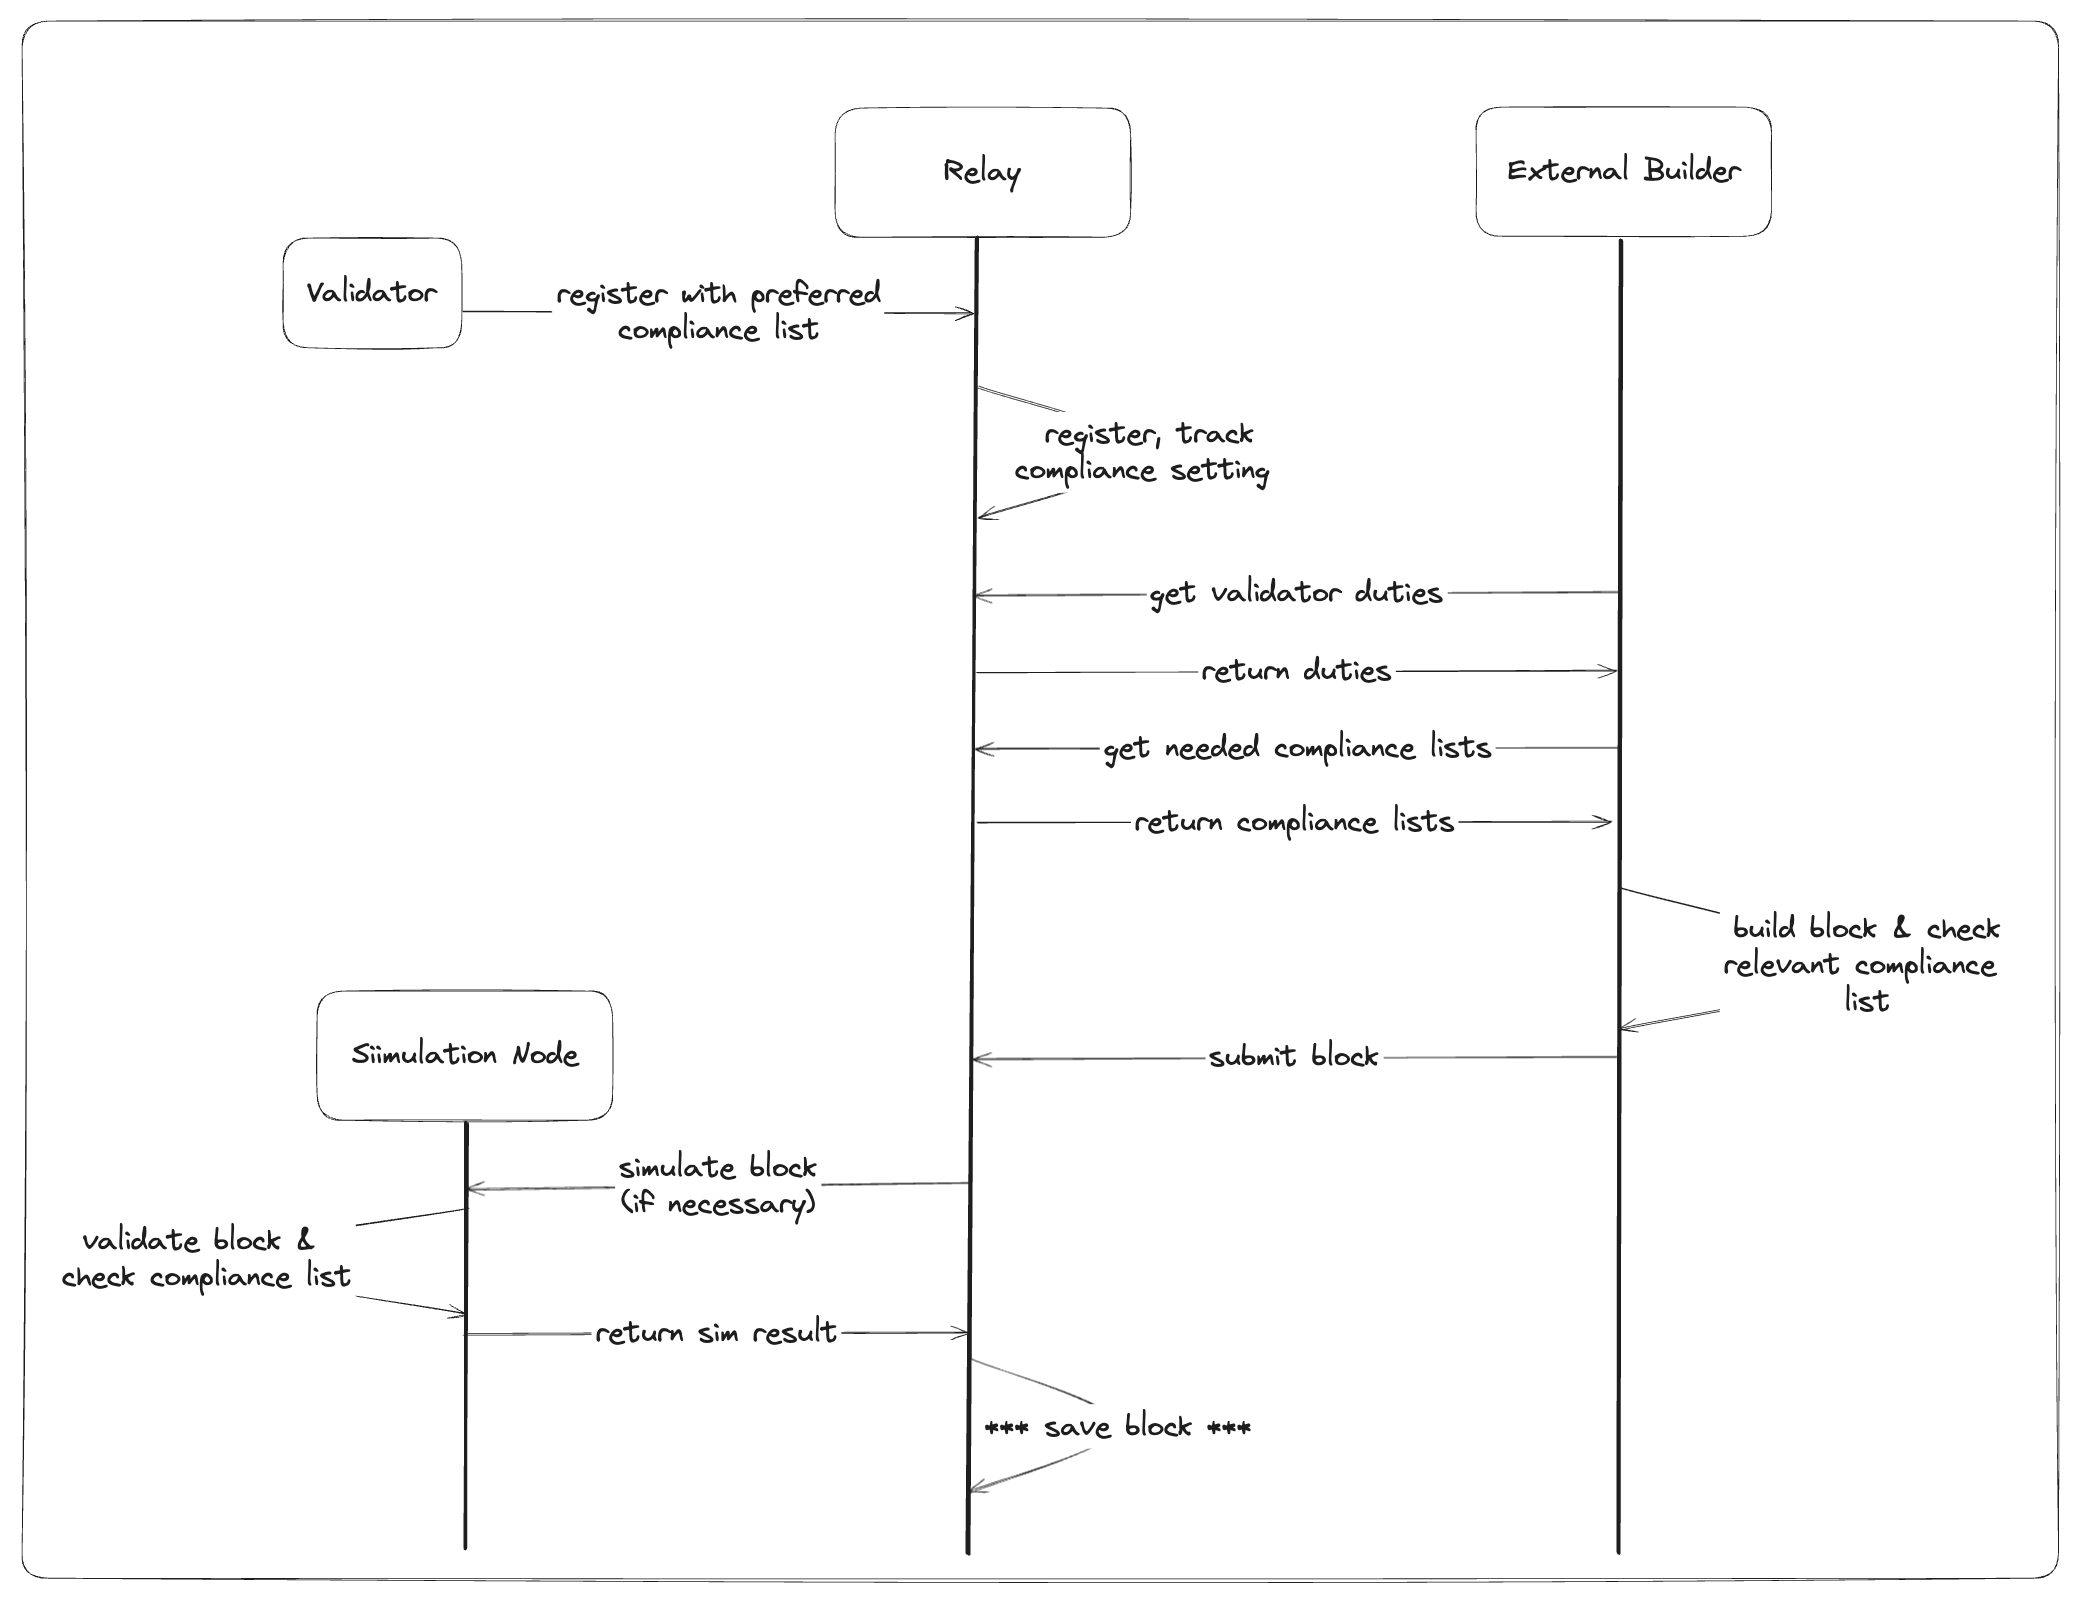 Relay
External Builder
Validator
register with preferred
compliance list
register, track
compliance setting
get validator duties
return duties
get needed compliance lists
return compliance lists
build block & check
relevant compliance
list
Siimulation Node
submit block
simulate block
(if necessary)
validate block &
check compliance list
return sim result
*** save block ***